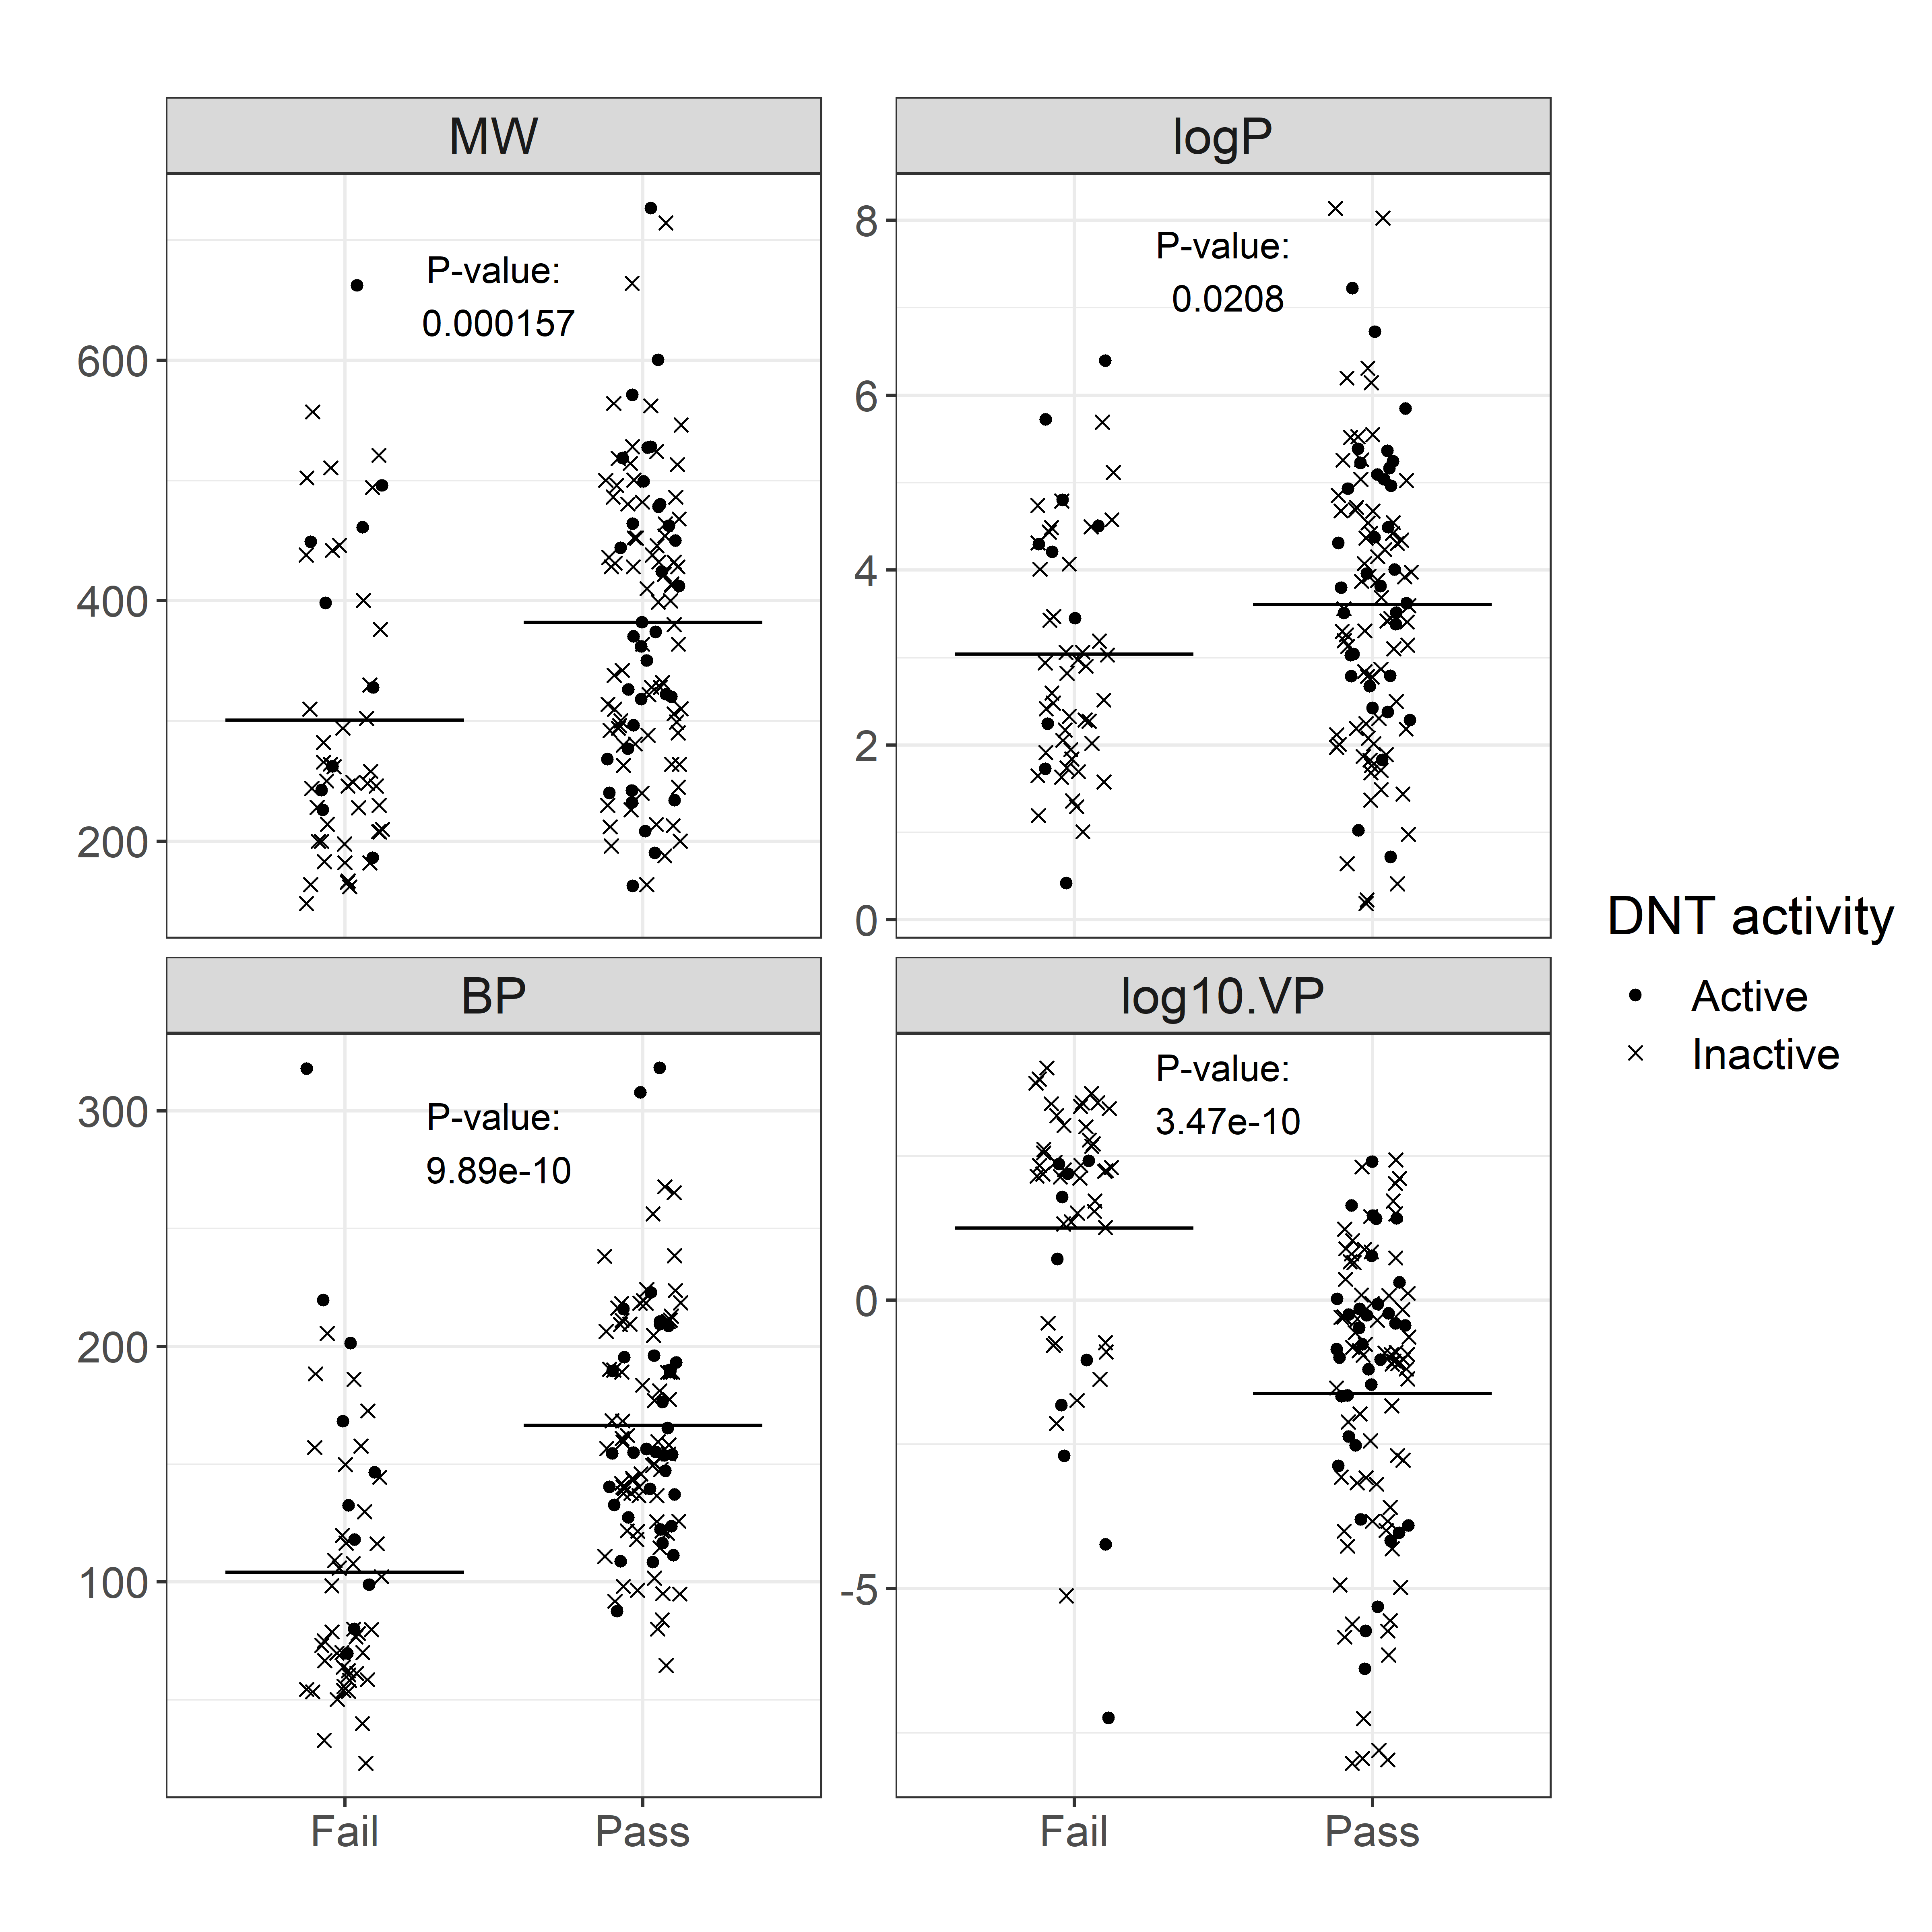 MW
logP
P-value:
0.000157
600
400
200
P-value:
0.0208
8
6
4
2
0
BP
log10.VP
P-value:
9.89e-10
300
200
100
P-value:
3.47e-10
0
-5
Fail
Pass
Fail
Pass
DNT activity
Active
Inactive